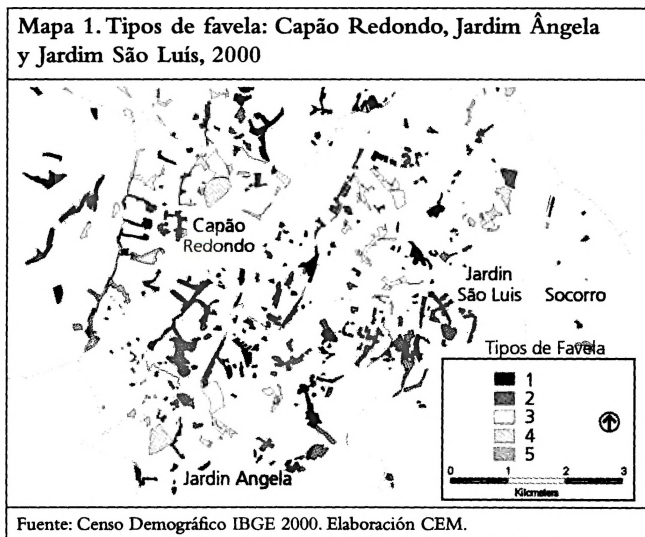 Mapa 1. Tipos de favela: Capão Redondo, Jardim Ângela
y Jardim São Luís, 2000
Capão
Redondo
Jardin
São Luis
Socorro
Tipos de Favela
1
2
3
4
5
0 1 2 3
Kilometers
Jardin Angela
Fuente: Censo Demográfico IBGE 2000. Elaboración CEM.